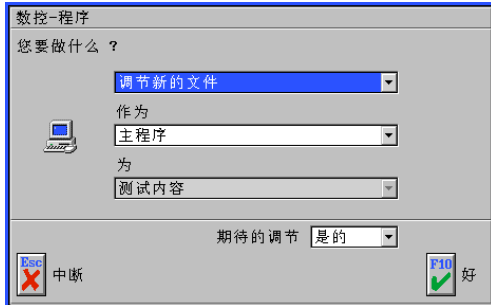 数控-程序
您要做什么 ?
调节新的文件
作为
主程序
为
测试内容
期待的调节 是的
Esc 中断
F10 好